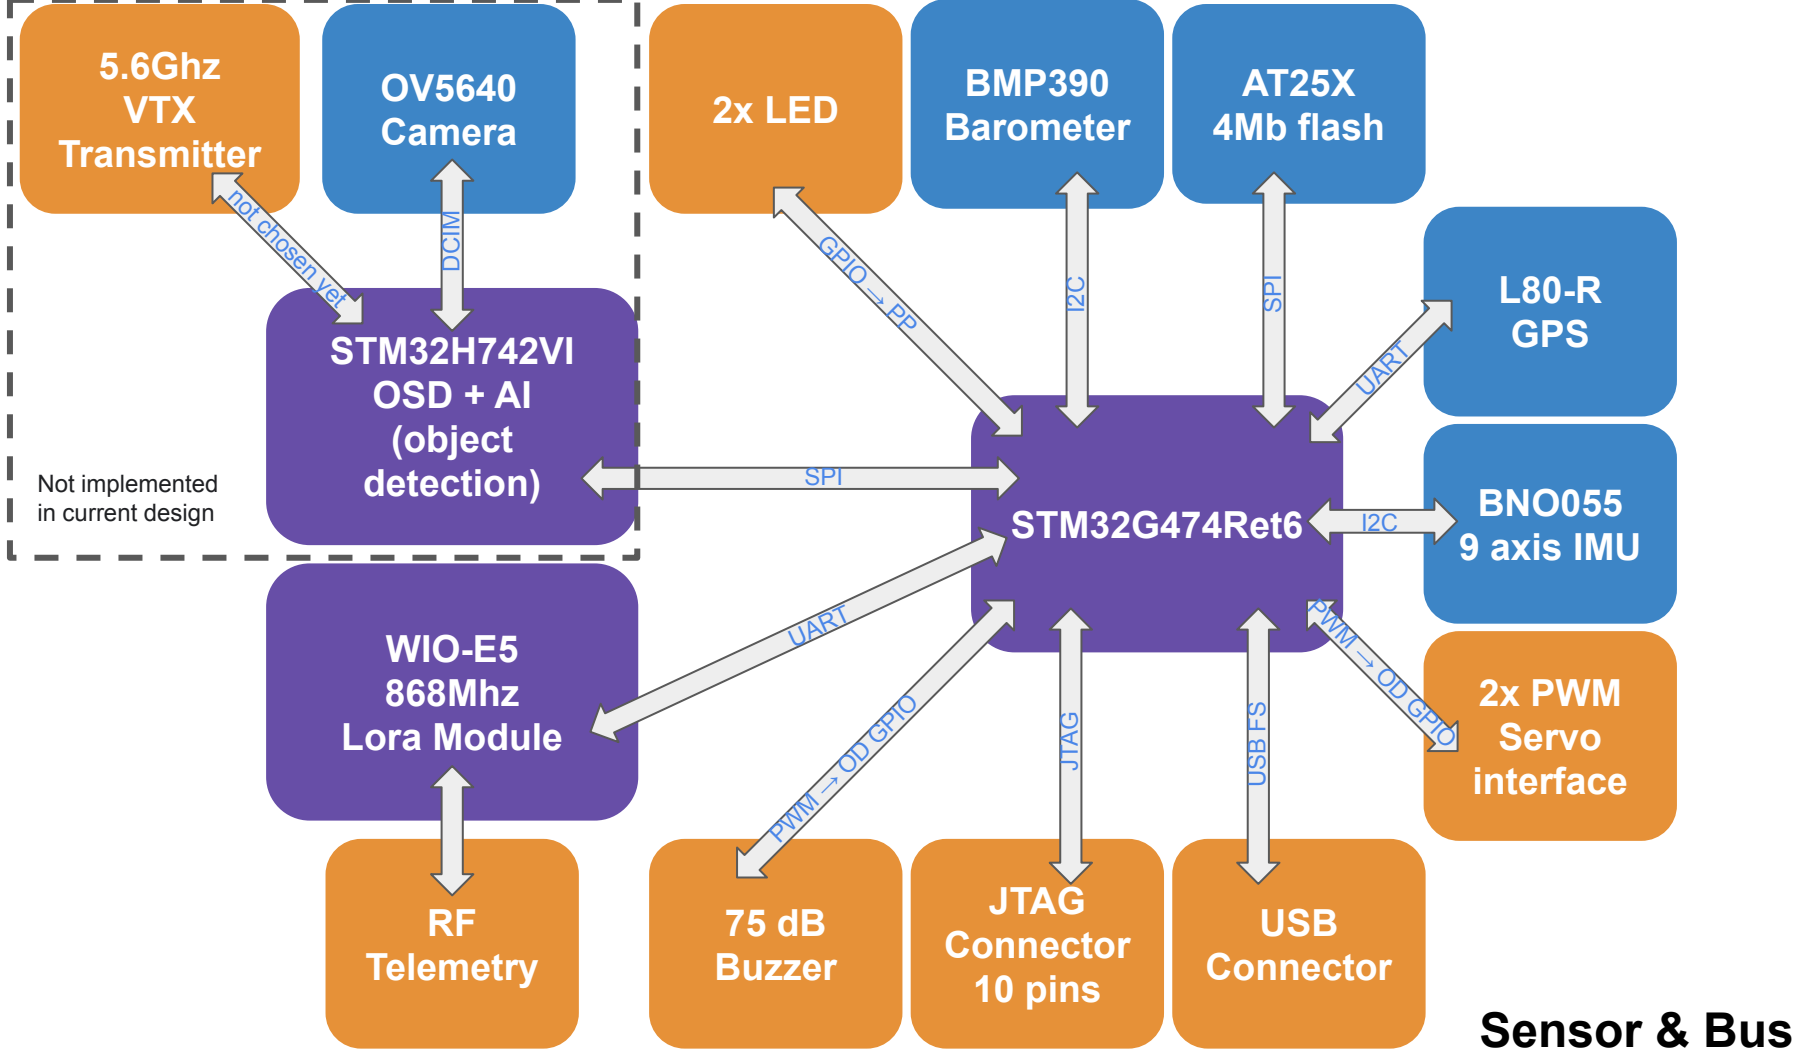 5.6Ghz
VTX
Transmitter
OV5640
Camera
2x LED
BMP390
Barometer
AT25X
4Mb flash
not chosen yet
DCIM
GPIO → PP
I2C
SPI
UART
L80-R
GPS
STM32H742VI
OSD + AI
(object
detection)
Not implemented
in current design
SPI
STM32G474Ret6
I2C
BNO055
9 axis IMU
WIO-E5
868Mhz
Lora Module
UART
PWM → OD GPIO
JTAG
USB FS
PWM → OD GPIO
2x PWM
Servo
interface
RF
Telemetry
75 dB
Buzzer
JTAG
Connector
10 pins
USB
Connector
Sensor & Bus